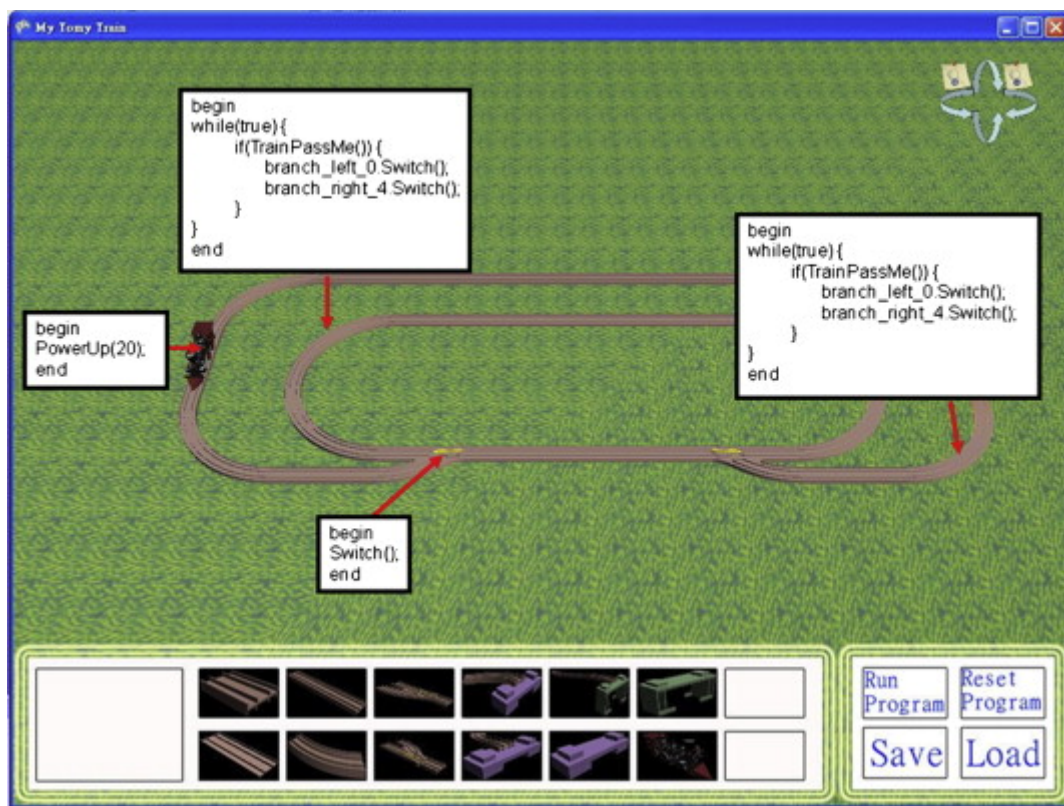 My Tomy Train
begin
while(true) {
if(TrainPassMe()) {
branch_left_0.Switch();
branch_right_4.Switch();
}
}
end
begin
while(true) {
if(TrainPassMe()) {
branch_left_0.Switch();
branch_right_4.Switch();
}
}
end
begin
PowerUp(20);
end
begin
Switch();
end
Run
Program
Reset
Program
Save
Load